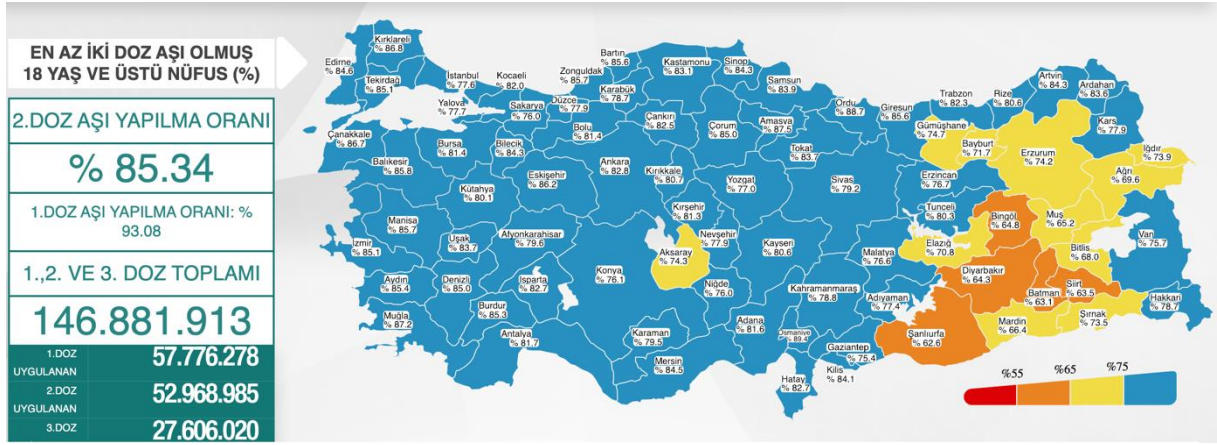 EN AZ İKİ DOZ AŞI OLMUŞ
18 YAŞ VE ÜSTÜ NÜFUS (%)
2.DOZ AŞI YAPILMA ORANI
% 85.34
1.DOZ AŞI YAPILMA ORANI: %
93.08
1.,2. VE 3. DOZ TOPLAMI
146.881.913
1.DOZ
UYGULANAN
57.776.278
2.DOZ
UYGULANAN
52.968.985
3.DOZ
27.606.020
Kırklareli
% 86.8
Edirne
% 84.6
Tekirdağ
% 85.1
İstanbul
% 77.6
Kocaeli
% 82.0
Yalova
% 77.7
Sakarya
% 76.0
Düzce
% 77.9
Zonguldak
% 85.7
Bartın
% 85.6
Karabük
% 78.7
Kastamonu
% 83.1
Sinop
% 84.3
Samsun
% 83.9
Ordu
% 88.7
Giresun
% 85.6
Trabzon
% 82.3
Rize
% 80.6
Artvin
% 84.3
Ardahan
% 83.6
Kars
% 77.9
Çanakkale
% 86.7
Balıkesir
% 85.8
Bursa
% 81.4
Bilecik
% 84.3
Bolu
% 81.4
Çankırı
% 82.5
Çorum
% 85.0
Amasya
% 87.5
Tokat
% 83.7
Gümüşhane
% 74.7
Bayburt
% 71.7
Erzurum
% 74.2
Iğdır
% 73.9
Ağrı
% 69.6
Kütahya
% 80.1
Eskişehir
% 86.2
Ankara
% 82.8
Kırıkkale
% 80.7
Yozgat
% 77.0
Sivas
% 79.2
Erzincan
% 76.7
Tunceli
% 80.3
Bingöl
% 64.8
Muş
% 65.2
Van
% 75.7
Manisa
% 85.7
İzmir
% 85.1
Uşak
% 83.7
Afyonkarahisar
% 79.6
Kırşehir
% 81.3
Nevşehir
% 77.9
Aksaray
% 74.3
Kayseri
% 80.6
Malatya
% 76.6
Elazığ
% 70.8
Bitlis
% 68.0
Aydın
% 85.4
Denizli
% 85.0
Isparta
% 82.7
Konya
% 76.1
Niğde
% 76.0
Kahramanmaraş
% 78.8
Adıyaman
% 77.4
Diyarbakır
% 64.3
Batman
% 63.1
Siirt
% 63.5
Şırnak
% 73.5
Hakkari
% 78.7
Muğla
% 87.2
Burdur
% 85.3
Antalya
% 81.7
Karaman
% 79.5
Mersin
% 84.5
Adana
% 81.6
Osmaniye
% 89.4
Gaziantep
% 75.4
Kilis
% 84.1
Hatay
% 82.7
Şanlıurfa
% 62.6
Mardin
% 66.4
%55 %65 %75